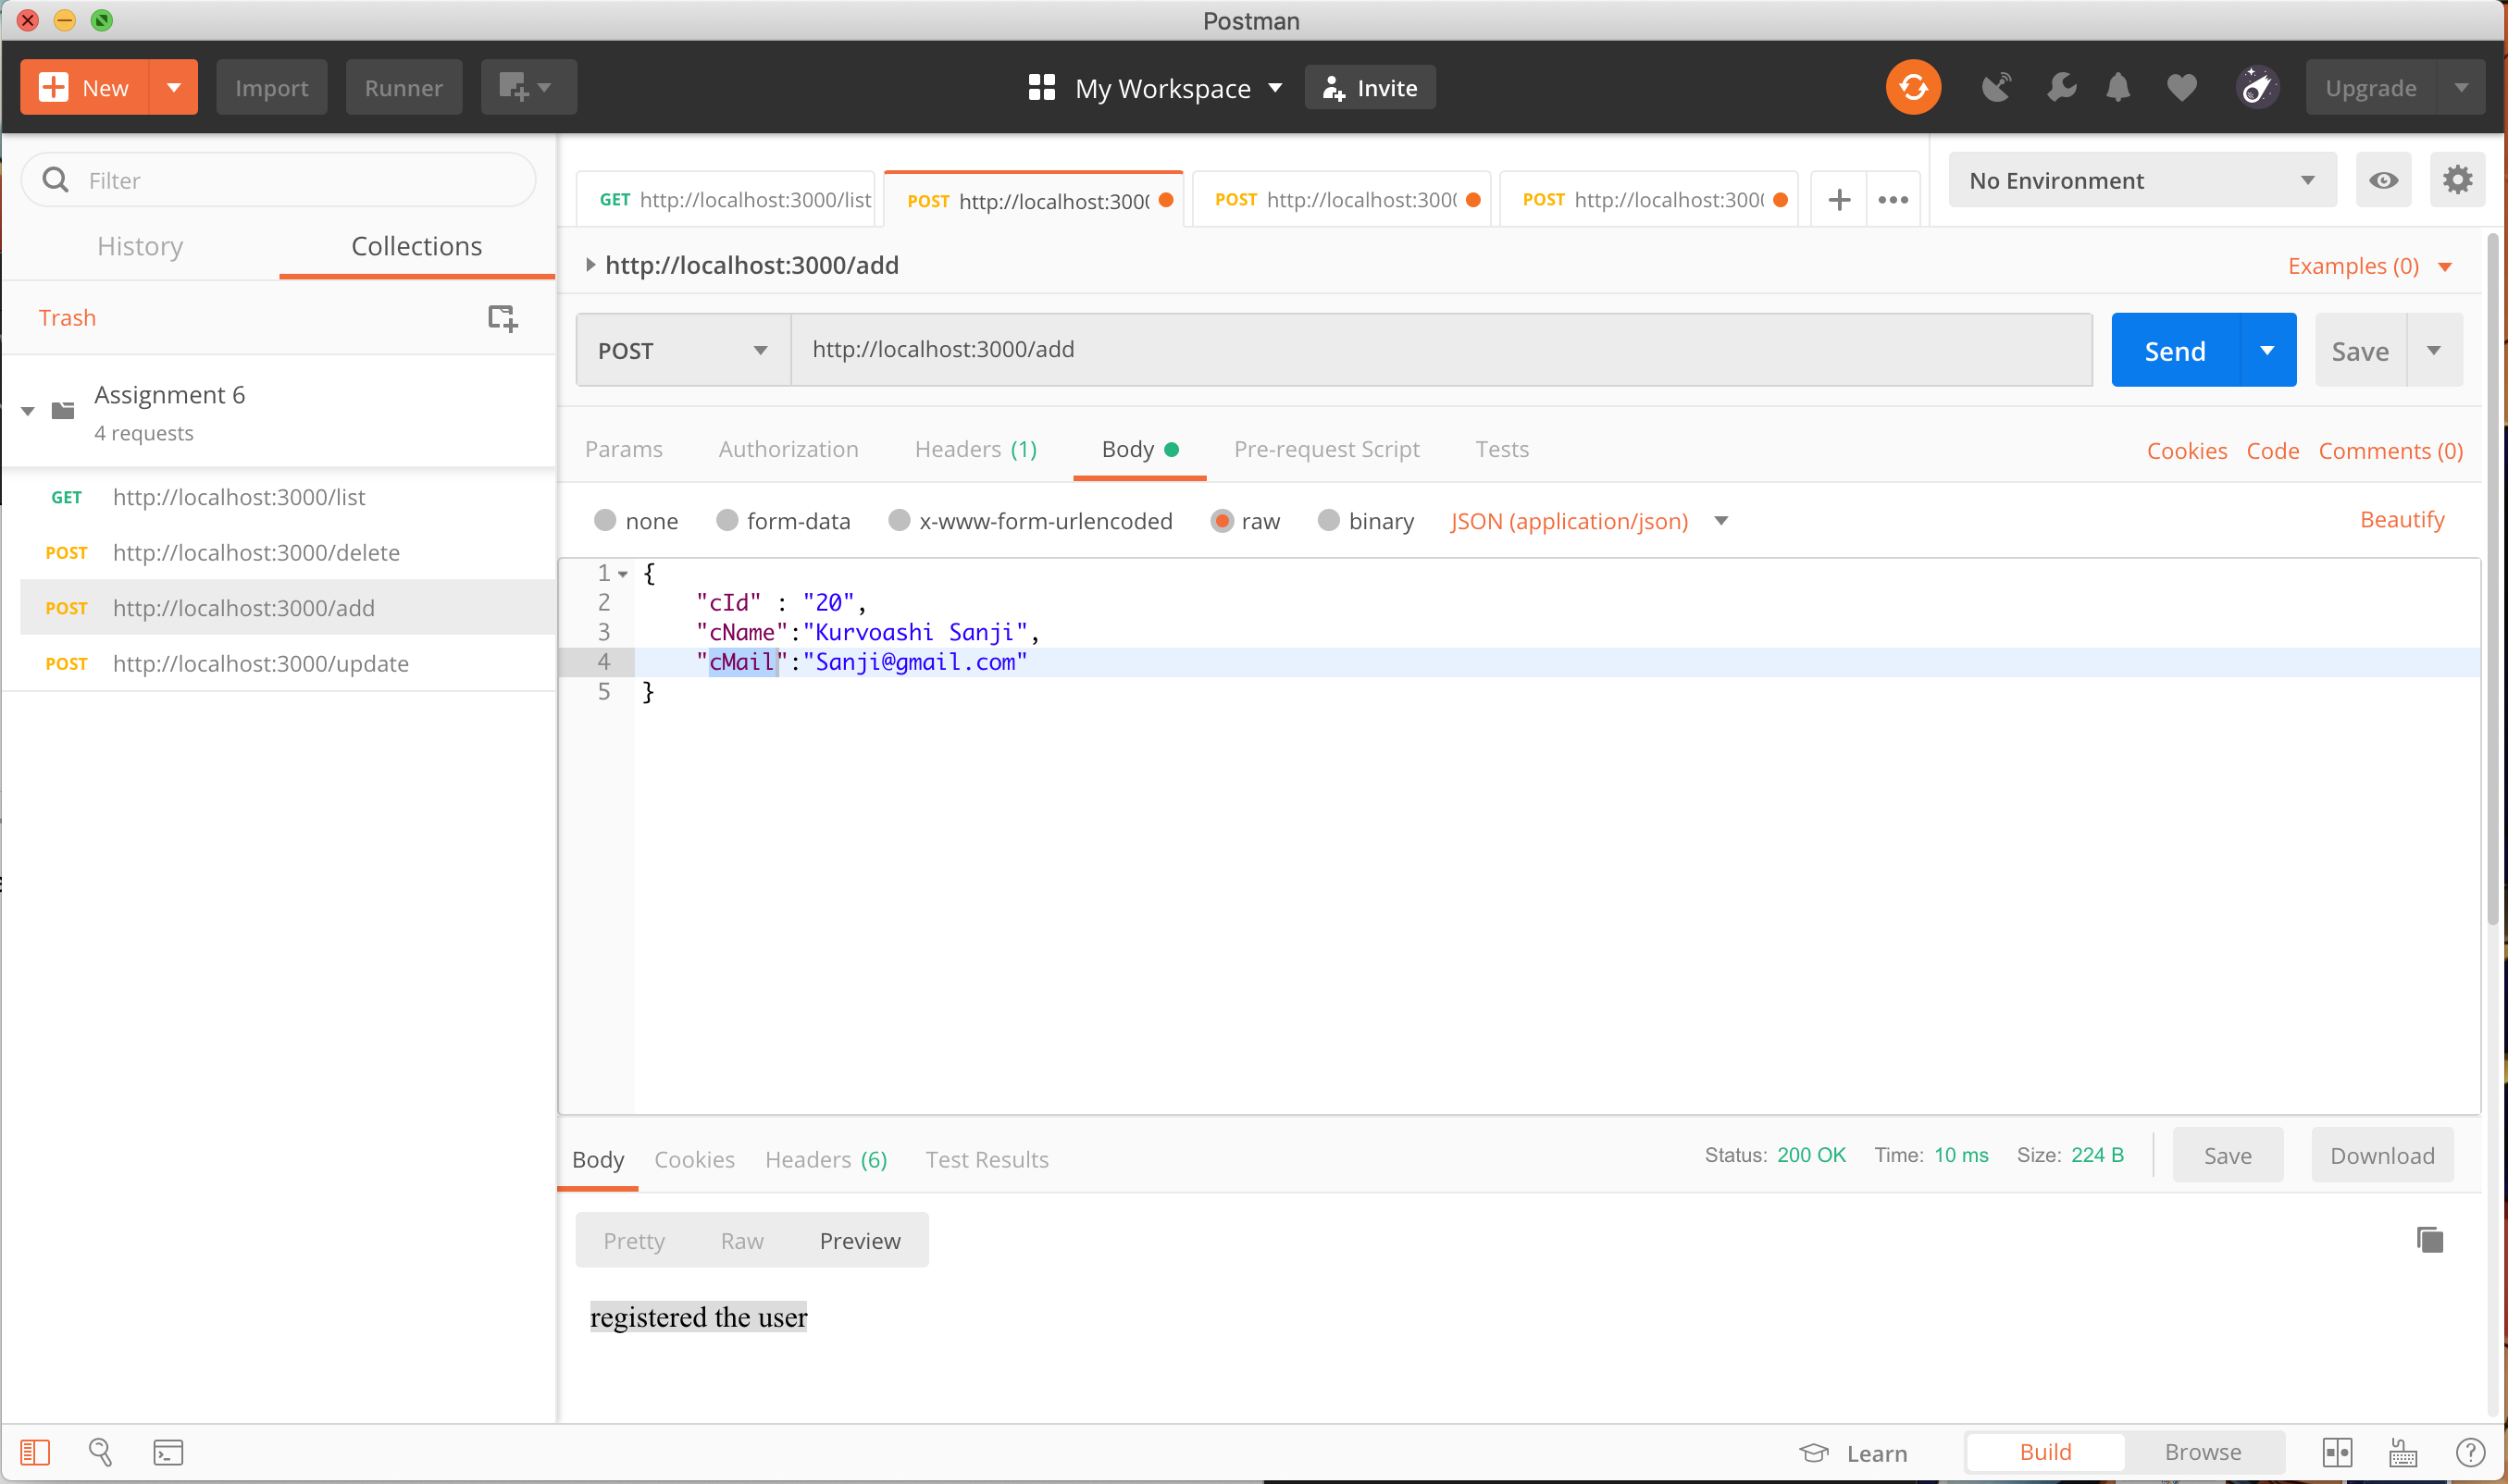 Postman
New
Import
Runner
My Workspace
Invite
Upgrade
Filter
History
Collections
Trash
Assignment 6
4 requests
GET http://localhost:3000/list
POST http://localhost:3000/delete
POST http://localhost:3000/add
POST http://localhost:3000/update
GET http://localhost:3000/list
POST http://localhost:300
POST http://localhost:300
POST http://localhost:300
No Environment
http://localhost:3000/add
Examples (0)
POST
http://localhost:3000/add
Send
Save
Params
Authorization
Headers (1)
Body
Pre-request Script
Tests
Cookies
Code
Comments (0)
none
form-data
x-www-form-urlencoded
raw
binary
JSON (application/json)
Beautify
1 {
2 "cId" : "20",
3 "cName":"Kurvoashi Sanji",
4 "cMail":"Sanji@gmail.com"
5 }
Body
Cookies
Headers (6)
Test Results
Status: 200 OK
Time: 10 ms
Size: 224 B
Save
Download
Pretty
Raw
Preview
registered the user
Learn
Build
Browse